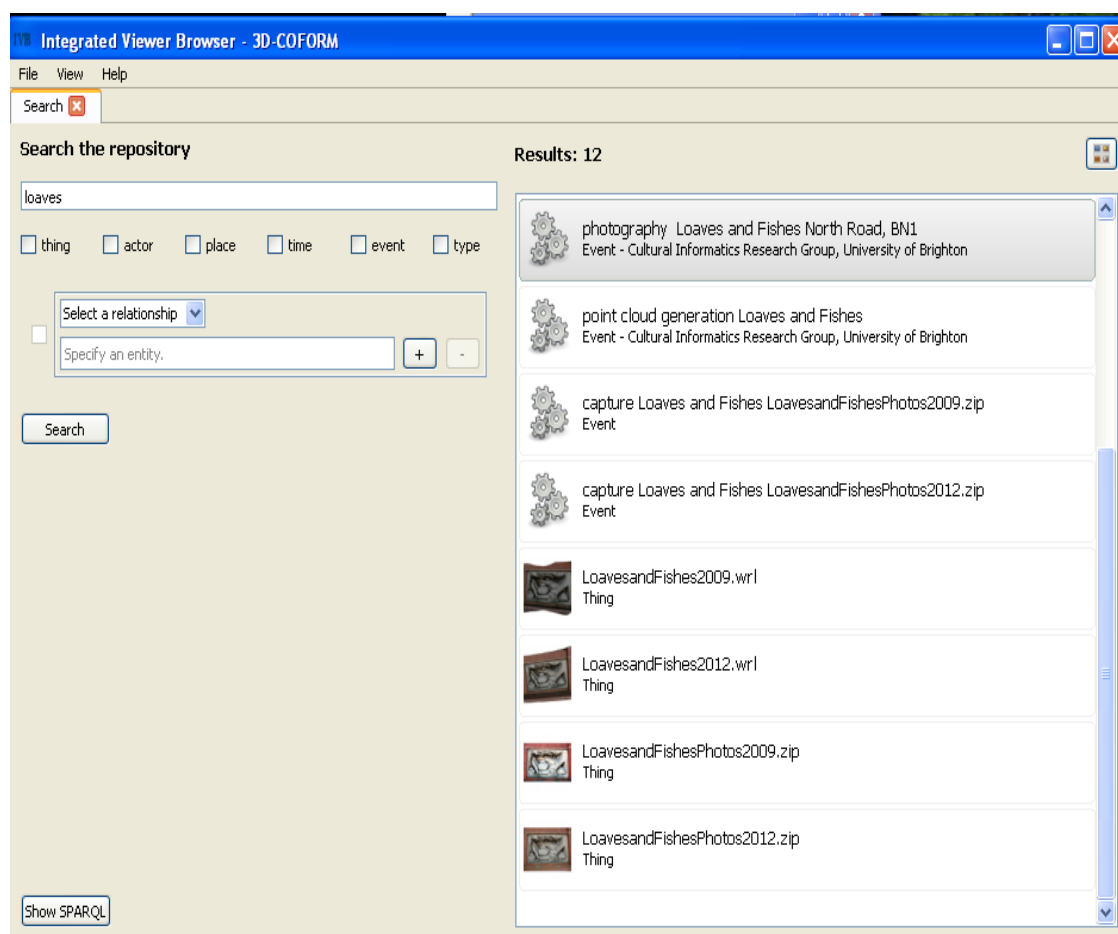 IVB Integrated Viewer Browser - 3D-COFORM
File View Help
Search
Search the repository
loaves
thing actor place time event type
Select a relationship
Specify an entity.
+ -
Search
Show SPARQL
Results: 12
photography Loaves and Fishes North Road, BN1
Event - Cultural Informatics Research Group, University of Brighton
point cloud generation Loaves and Fishes
Event - Cultural Informatics Research Group, University of Brighton
capture Loaves and Fishes LoavesandFishesPhotos2009.zip
Event
capture Loaves and Fishes LoavesandFishesPhotos2012.zip
Event
LoavesandFishes2009.wrl
Thing
LoavesandFishes2012.wrl
Thing
LoavesandFishesPhotos2009.zip
Thing
LoavesandFishesPhotos2012.zip
Thing